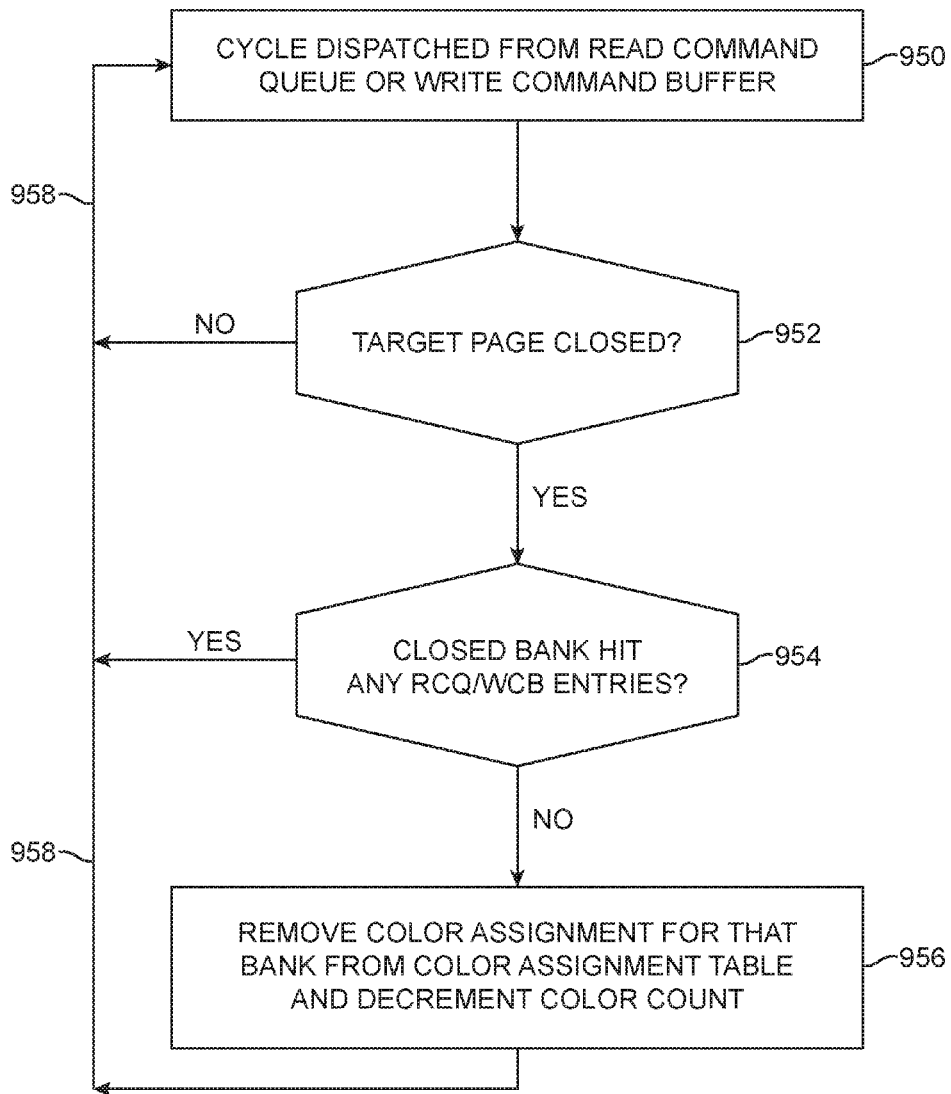 CYCLE DISPATCHED FROM READ COMMAND
QUEUE OR WRITE COMMAND BUFFER
950
958
NO
TARGET PAGE CLOSED?
952
YES
YES
CLOSED BANK HIT
ANY RCQ/WCB ENTRIES?
954
NO
958
REMOVE COLOR ASSIGNMENT FOR THAT
BANK FROM COLOR ASSIGNMENT TABLE
AND DECREMENT COLOR COUNT
956